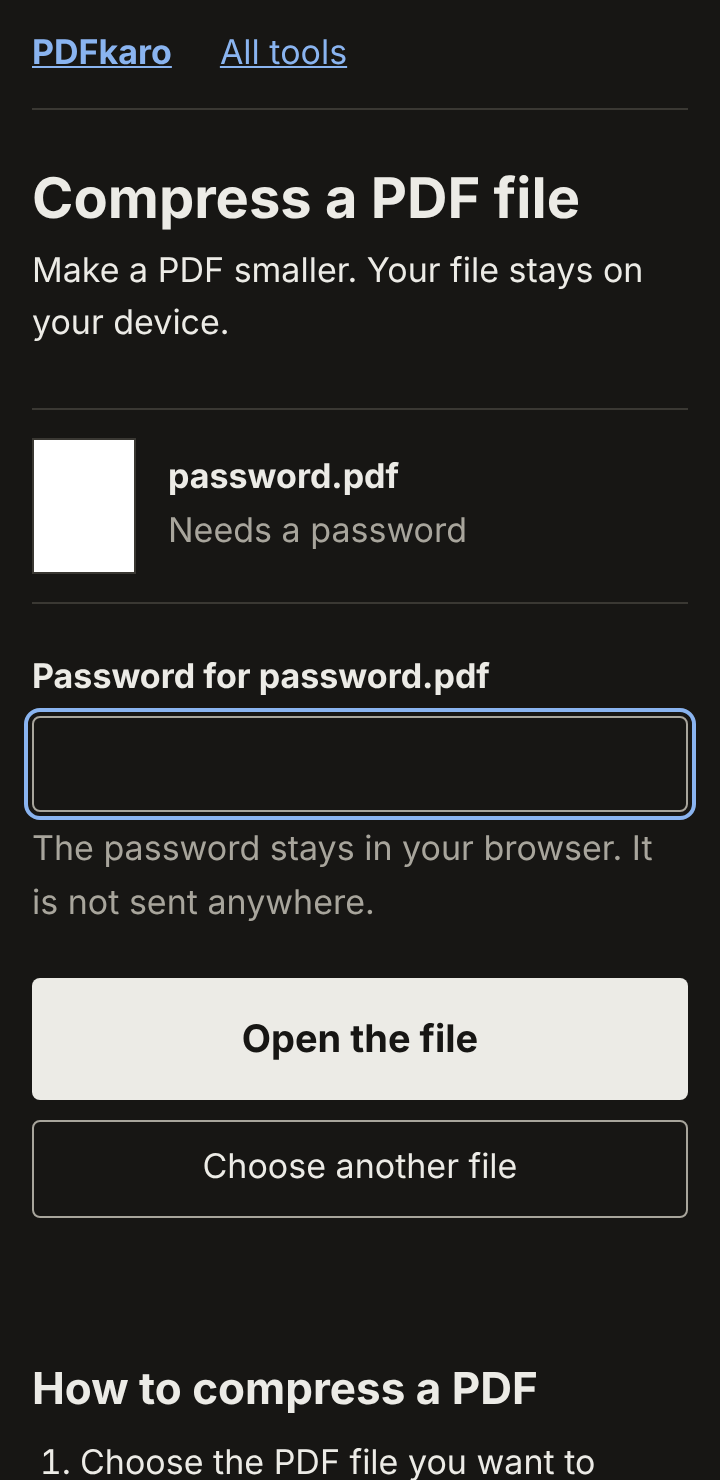 PDFkaro All tools
Compress a PDF file
Make a PDF smaller. Your file stays on
your device.
password.pdf
Needs a password
Password for password.pdf
The password stays in your browser. It
is not sent anywhere.
Open the file
Choose another file
How to compress a PDF
1. Choose the PDF file you want to